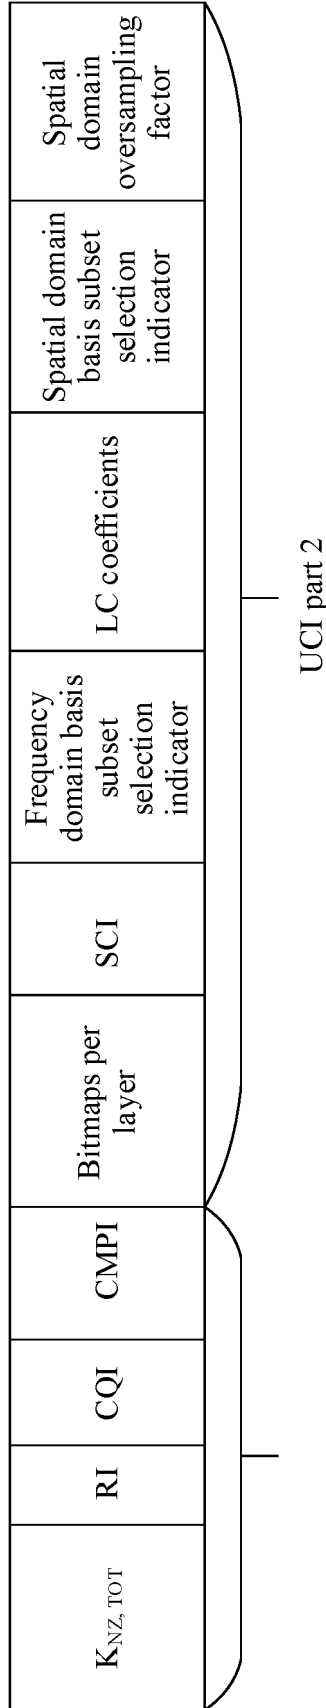 K_NZ, TOT
RI
CQI
CMPI
Bitmaps per
layer
SCI
Frequency
domain basis
subset
selection
indicator
LC coefficients
Spatial domain
basis subset
selection
indicator
Spatial
domain
oversampling
factor
UCI part 2